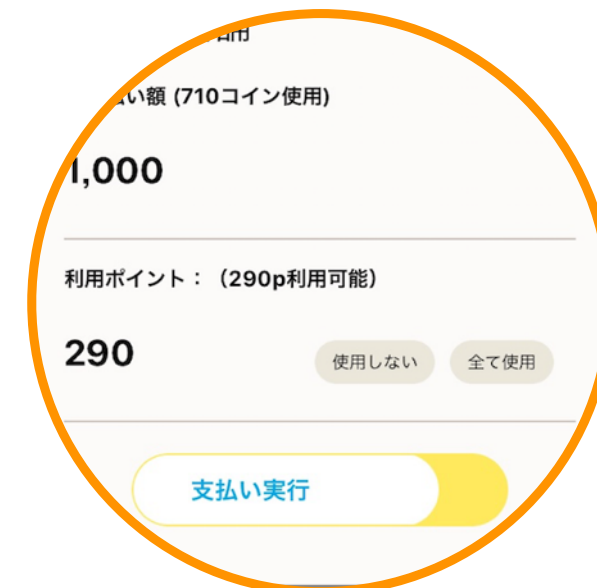 い額 (710コイン使用)
1,000
利用ポイント：（290p利用可能）
290
使用しない
全て使用
支払い実行